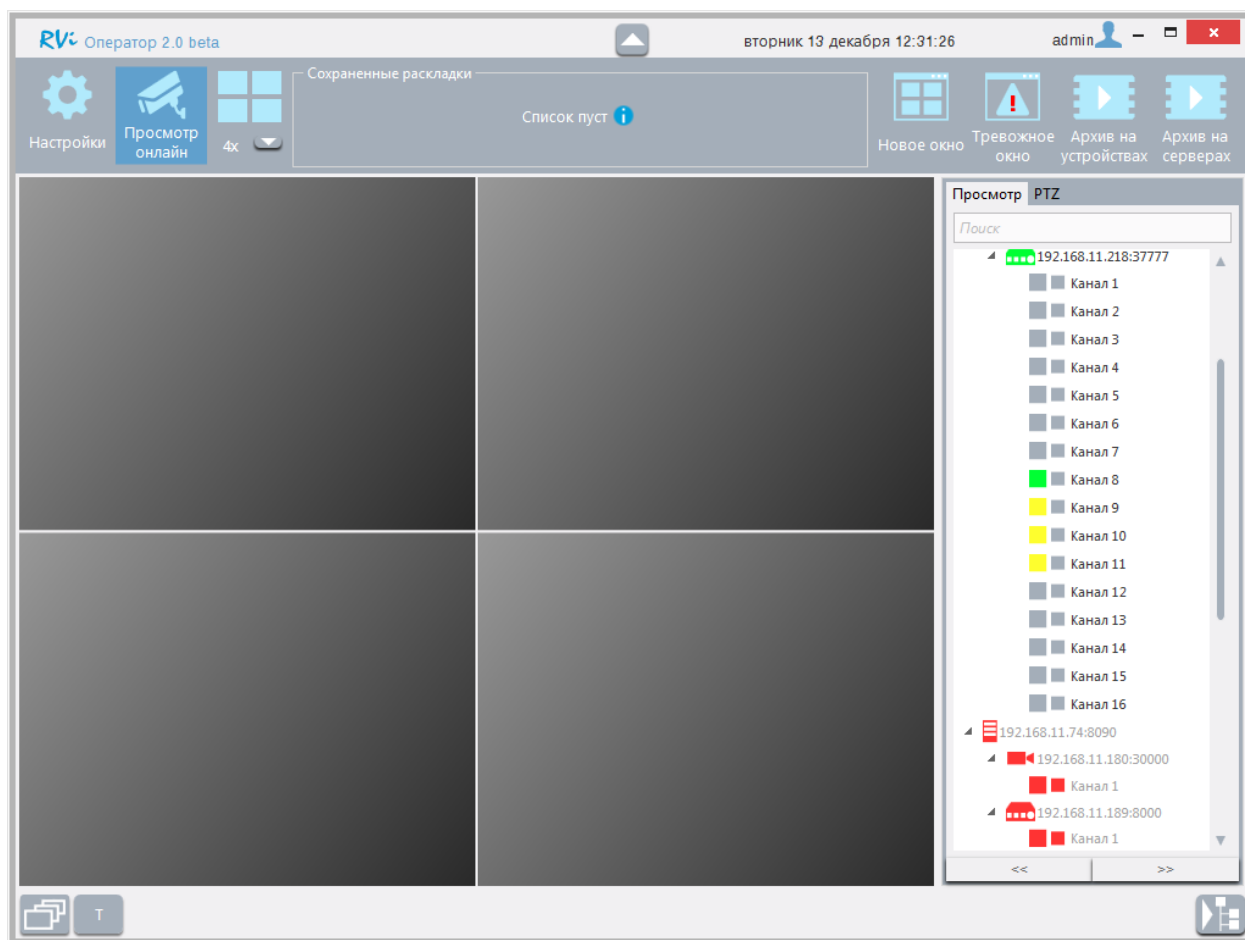 RVi Оператор 2.0 beta
вторник 13 декабря 12:31:26
admin
Настройки
Просмотр
онлайн
4x
Сохраненные раскладки
Список пуст i
Новое окно
Тревожное
окно
Архив на
устройствах
Архив на
серверах
Просмотр PTZ
Поиск
192.168.11.218:37777
Канал 1
Канал 2
Канал 3
Канал 4
Канал 5
Канал 6
Канал 7
Канал 8
Канал 9
Канал 10
Канал 11
Канал 12
Канал 13
Канал 14
Канал 15
Канал 16
192.168.11.74:8090
192.168.11.180:30000
Канал 1
192.168.11.189:8000
Канал 1
<< >>
T